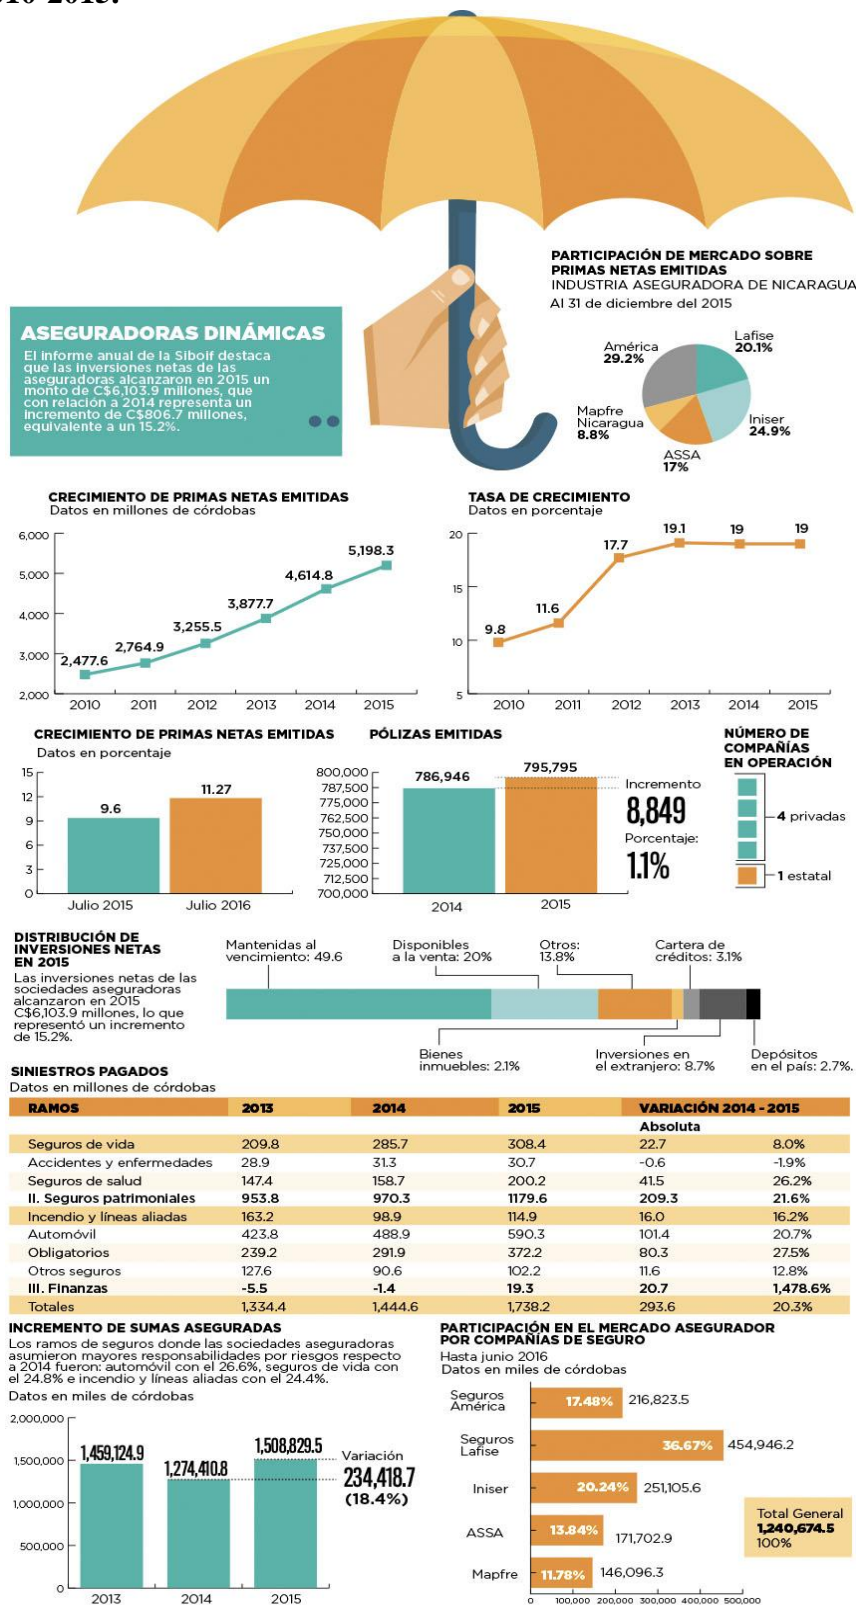 PARTICIPACIÓN DE MERCADO SOBRE
PRIMAS NETAS EMITIDAS
INDUSTRIA ASEGURADORA DE NICARAGUA
Al 31 de diciembre del 2015
América
29.2%
Lafise
20.1%
Mapfre
Nicaragua
8.8%
Iniser
24.9%
ASSA
17%
ASEGURADORAS DINÁMICAS
El informe anual de la Siboif destaca
que las inversiones netas de las
aseguradoras alcanzaron en 2015 un
monto de C$6,103.9 millones, que
con relación a 2014 representa un
incremento de C$806.7 millones,
equivalente a un 15.2%.
CRECIMIENTO DE PRIMAS NETAS EMITIDAS
Datos en millones de córdobas
6,000
5,000
4,000
3,000
2,000
2,477.6
2,764.9
3,255.5
3,877.7
4,614.8
5,198.3
2010 2011 2012 2013 2014 2015
TASA DE CRECIMIENTO
Datos en porcentaje
20
15
10
5
9.8
11.6
17.7
19.1
19
19
2010 2011 2012 2013 2014 2015
CRECIMIENTO DE PRIMAS NETAS EMITIDAS
Datos en porcentaje
15
12
9
6
3
0
9.6
11.27
Julio 2015 Julio 2016
PÓLIZAS EMITIDAS
800,000
787,500
775,000
762,500
750,000
737,500
725,000
712,500
700,000
786,946
795,795
2014 2015
Incremento
8,849
Porcentaje:
1.1%
NÚMERO DE
COMPAÑÍAS
EN OPERACIÓN
4 privadas
1 estatal
DISTRIBUCIÓN DE
INVERSIONES NETAS
EN 2015
Las inversiones netas de las
sociedades aseguradoras
alcanzaron en 2015
C$6,103.9 millones, lo que
representó un incremento
de 15.2%.
Mantenidas al
vencimiento: 49.6
Disponibles
a la venta: 20%
Otros:
13.8%
Cartera de
créditos: 3.1%
Bienes
inmuebles: 2.1%
Inversiones en
el extranjero: 8.7%
Depósitos
en el país: 2.7%.
SINIESTROS PAGADOS
Datos en millones de córdobas
RAMOS 2013 2014 2015 VARIACIÓN 2014 - 2015
Absoluta
Seguros de vida 209.8 285.7 308.4 22.7 8.0%
Accidentes y enfermedades 28.9 31.3 30.7 -0.6 -1.9%
Seguros de salud 147.4 158.7 200.2 41.5 26.2%
II. Seguros patrimoniales 953.8 970.3 1179.6 209.3 21.6%
Incendio y líneas aliadas 163.2 98.9 114.9 16.0 16.2%
Automóvil 423.8 488.9 590.3 101.4 20.7%
Obligatorios 239.2 291.9 372.2 80.3 27.5%
Otros seguros 127.6 90.6 102.2 11.6 12.8%
III. Finanzas -5.5 -1.4 19.3 20.7 1,478.6%
Totales 1,334.4 1,444.6 1,738.2 293.6 20.3%
INCREMENTO DE SUMAS ASEGURADAS
Los ramos de seguros donde las sociedades aseguradoras
asumieron mayores responsabilidades por riesgos respecto
a 2014 fueron: automóvil con el 26.6%, seguros de vida con
el 24.8% e incendio y líneas aliadas con el 24.4%.
Datos en miles de córdobas
2,000,000
1,500,000
1,000,000
500,000
0
1,459,124.9
1,274,410.8
1,508,829.5
2013 2014 2015
Variación
234,418.7
(18.4%)
PARTICIPACIÓN EN EL MERCADO ASEGURADOR
POR COMPAÑÍAS DE SEGURO
Hasta junio 2016
Datos en miles de córdobas
Seguros
América
17.48% 216,823.5
Seguros
Lafise
36.67% 454,946.2
Iniser 20.24% 251,105.6
ASSA 13.84% 171,702.9
Mapfre 11.78% 146,096.3
0 100,000 200,000 300,000 400,000 500,000
Total General
1,240,674.5
100%